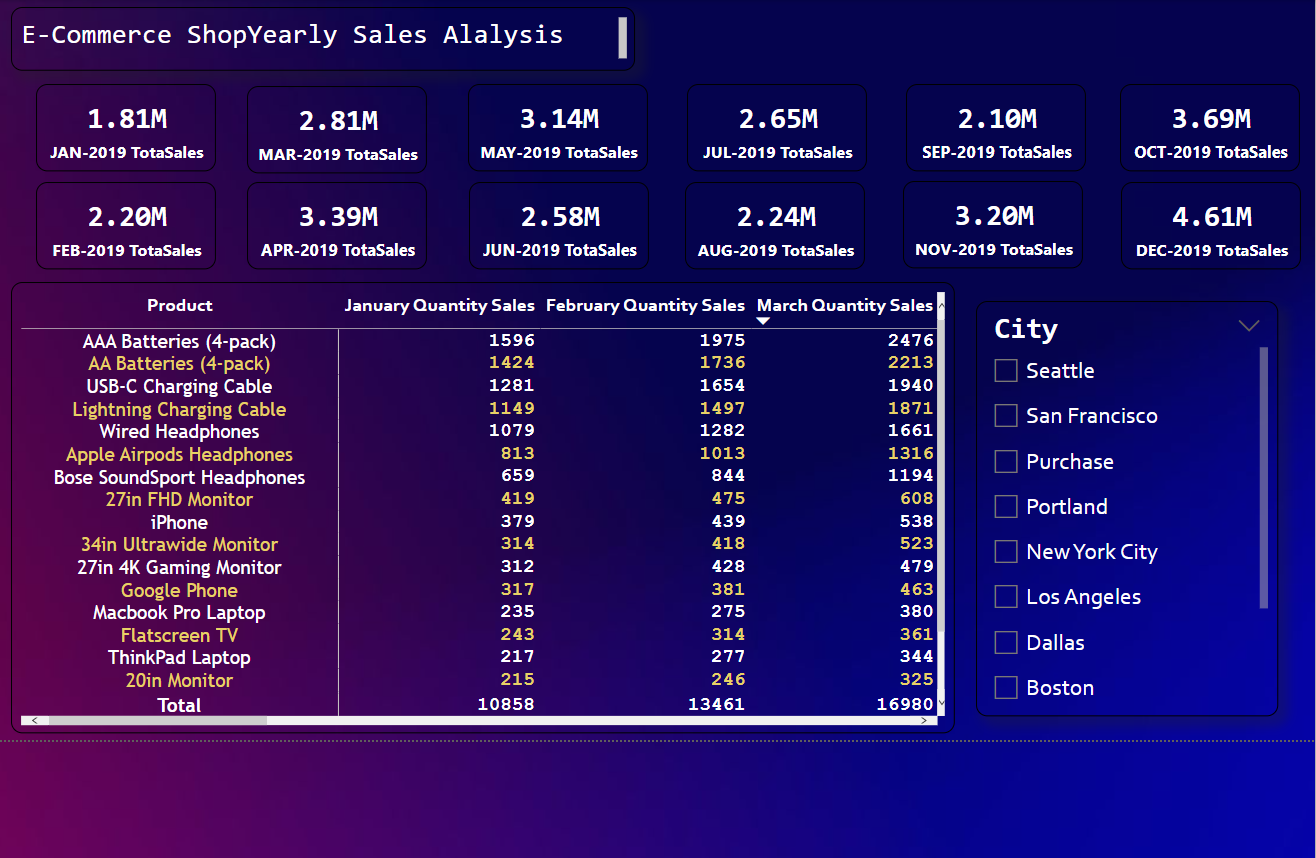 E-Commerce ShopYearly Sales Alalysis
1.81M 2.81M 3.14M 2.65M 2.10M 3.69M
JAN-2019 TotaSales MAR-2019 TotaSales MAY-2019 TotaSales JUL-2019 TotaSales SEP-2019 TotaSales OCT-2019 TotaSales
2.20M 3.39M 2.58M 2.24M 3.20M 4.61M
FEB-2019 TotaSales APR-2019 TotaSales JUN-2019 TotaSales AUG-2019 TotaSales NOV-2019 TotaSales DEC-2019 TotaSales
Product January Quantity Sales February Quantity Sales March Quantity Sales
AAA Batteries (4-pack) 1596 1975 2476
AA Batteries (4-pack) 1424 1736 2213
USB-C Charging Cable 1281 1654 1940
Lightning Charging Cable 1149 1497 1871
Wired Headphones 1079 1282 1661
Apple Airpods Headphones 813 1013 1316
Bose SoundSport Headphones 659 844 1194
27in FHD Monitor 419 475 608
iPhone 379 439 538
34in Ultrawide Monitor 314 418 523
27in 4K Gaming Monitor 312 428 479
Google Phone 317 381 463
Macbook Pro Laptop 235 275 380
Flatscreen TV 243 314 361
ThinkPad Laptop 217 277 344
20in Monitor 215 246 325
Total 10858 13461 16980
City
Seattle
San Francisco
Purchase
Portland
New York City
Los Angeles
Dallas
Boston